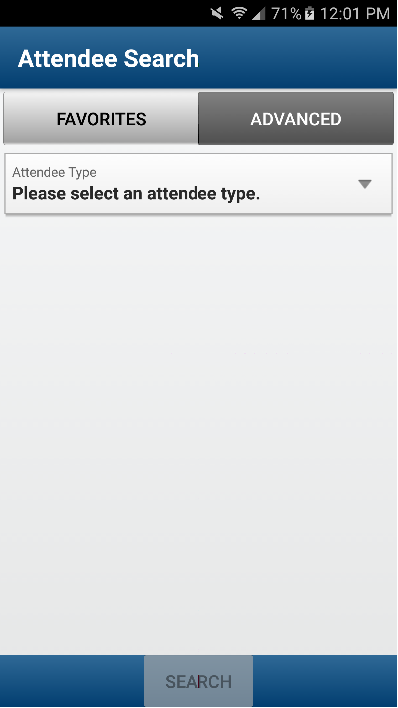 71% 12:01 PM
Attendee Search
FAVORITES
ADVANCED
Attendee Type
Please select an attendee type.
SEARCH